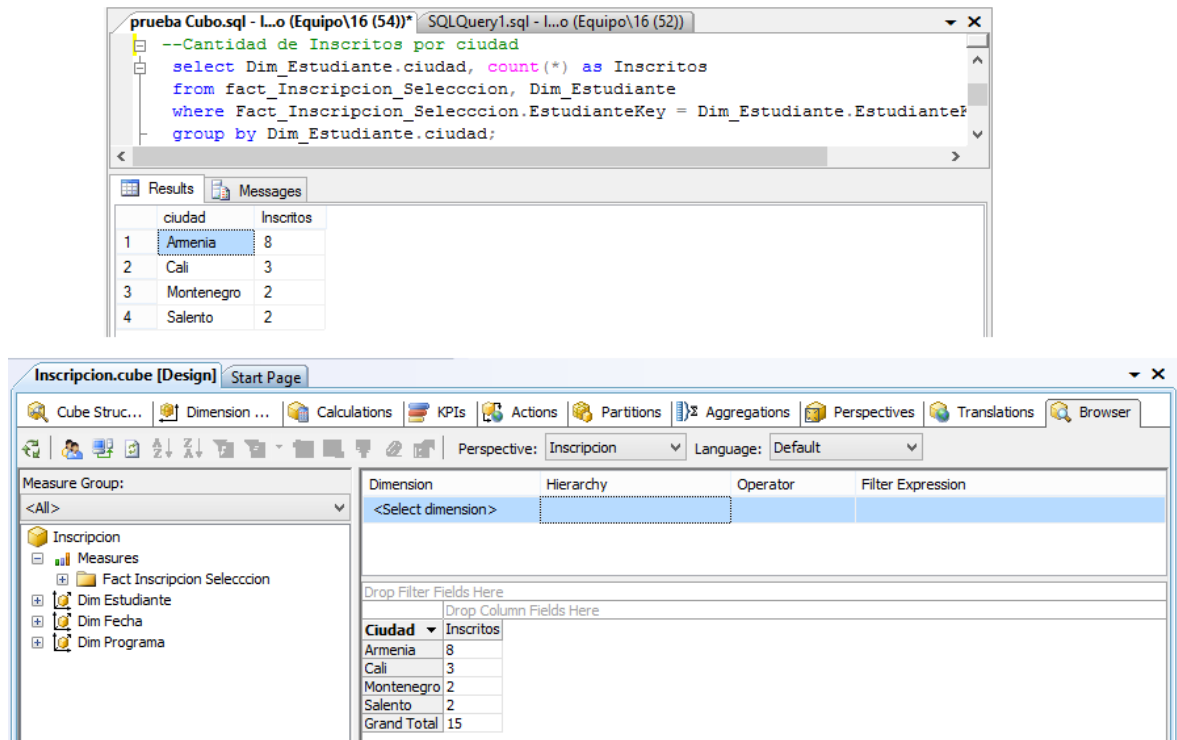 prueba Cubo.sql - l...o (Equipo\16 (54))* SQLQuery1.sql - l...o (Equipo\16 (52))
--Cantidad de Inscritos por ciudad
select Dim_Estudiante.ciudad, count(*) as Inscritos
from fact_Inscripcion_Selecccion, Dim_Estudiante
where Fact_Inscripcion_Selecccion.EstudianteKey = Dim_Estudiante.EstudianteK
group by Dim_Estudiante.ciudad;
Results Messages
ciudad Inscritos
1 Armenia 8
2 Cali 3
3 Montenegro 2
4 Salento 2
Inscripcion.cube [Design] Start Page
Cube Struc... Dimension ... Calculations KPIs Actions Partitions Aggregations Perspectives Translations Browser
Perspective: Inscripcion Language: Default
Measure Group:
<All>
Inscripcion
Measures
Fact Inscripcion Selecccion
Dim Estudiante
Dim Fecha
Dim Programa
Dimension Hierarchy Operator Filter Expression
<Select dimension>
Drop Filter Fields Here
Drop Column Fields Here
Ciudad Inscritos
Armenia 8
Cali 3
Montenegro 2
Salento 2
Grand Total 15